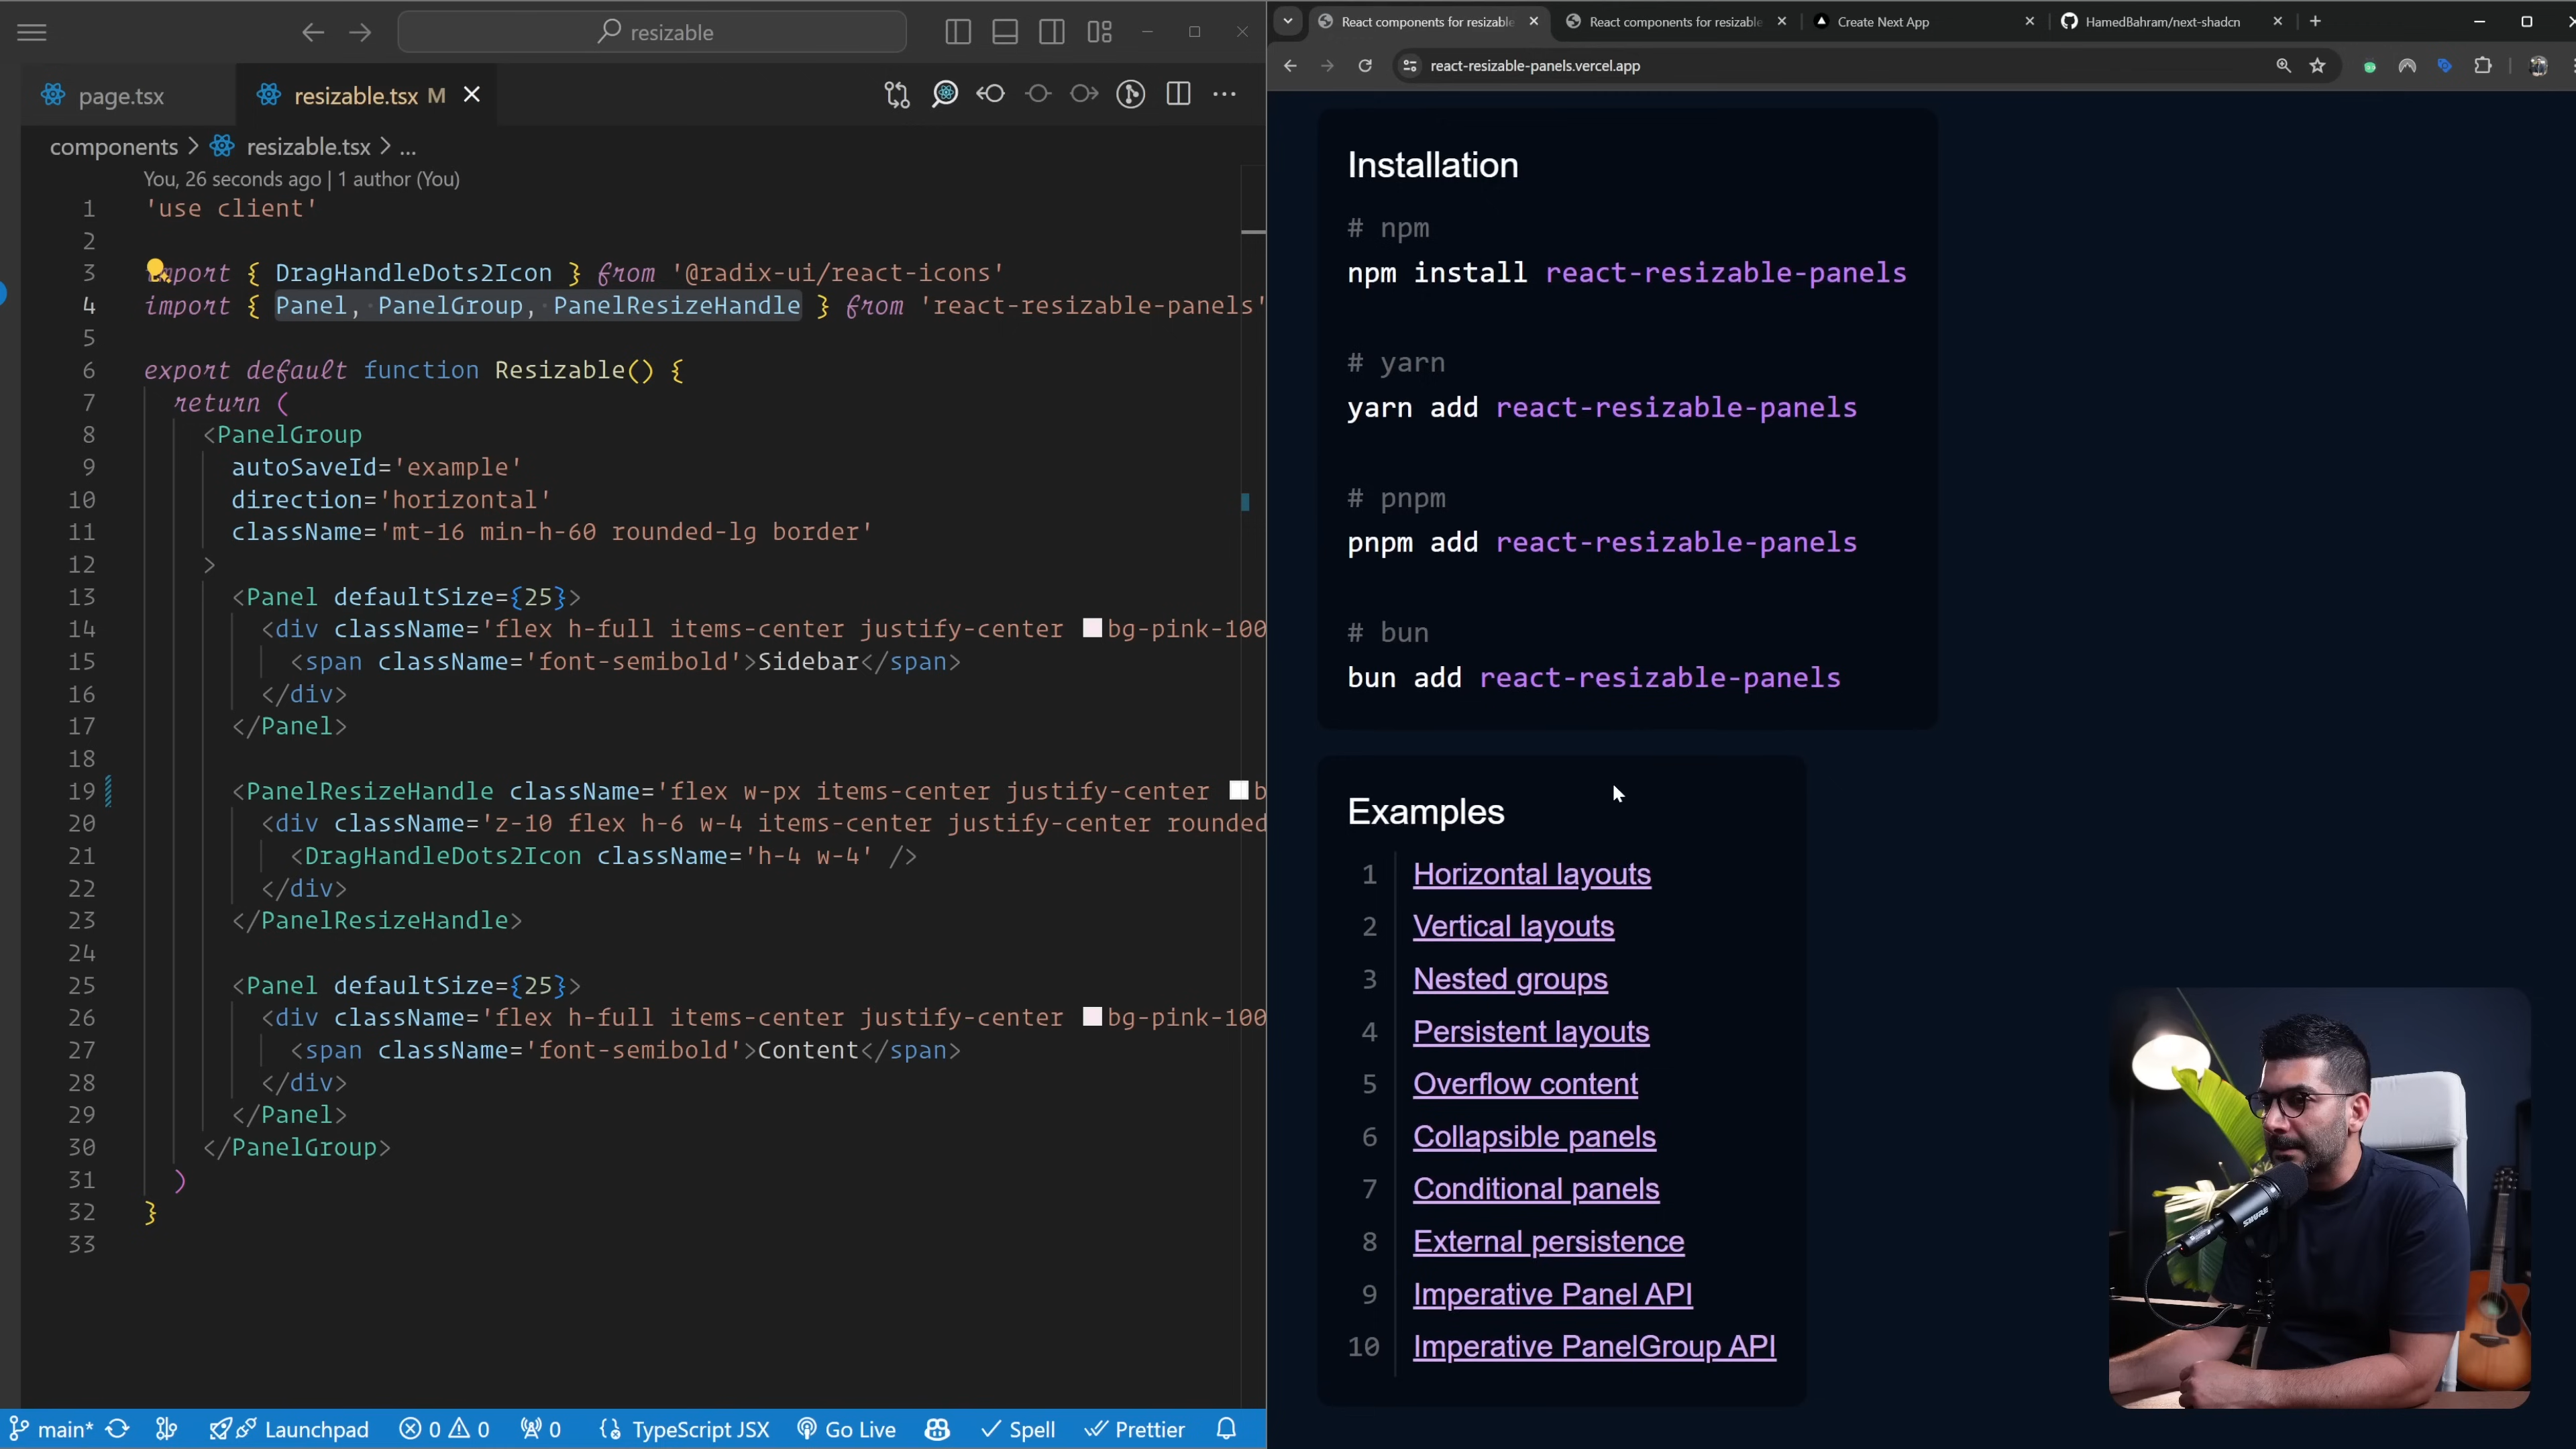 resizable
page.tsx
resizable.tsx M
components > resizable.tsx > ...
You, 26 seconds ago | 1 author (You)
1 'use client'
2
3 import { DragHandleDots2Icon } from '@radix-ui/react-icons'
4 import { Panel, PanelGroup, PanelResizeHandle } from 'react-resizable-panels'
5
6 export default function Resizable() {
7 return (
8 <PanelGroup
9 autoSaveId='example'
10 direction='horizontal'
11 className='mt-16 min-h-60 rounded-lg border'
12 >
13 <Panel defaultSize={25}>
14 <div className='flex h-full items-center justify-center bg-pink-100
15 <span className='font-semibold'>Sidebar</span>
16 </div>
17 </Panel>
18
19 <PanelResizeHandle className='flex w-px items-center justify-center b
20 <div className='z-10 flex h-6 w-4 items-center justify-center rounded
21 <DragHandleDots2Icon className='h-4 w-4' />
22 </div>
23 </PanelResizeHandle>
24
25 <Panel defaultSize={25}>
26 <div className='flex h-full items-center justify-center bg-pink-100
27 <span className='font-semibold'>Content</span>
28 </div>
29 </Panel>
30 </PanelGroup>
31 )
32 }
33
main* Launchpad 0 0 0 TypeScript JSX Go Live Spell Prettier
React components for resizable
React components for resizable
Create Next App
HamedBahram/next-shadcn
react-resizable-panels.vercel.app
Installation
# npm
npm install react-resizable-panels
# yarn
yarn add react-resizable-panels
# pnpm
pnpm add react-resizable-panels
# bun
bun add react-resizable-panels
Examples
1 Horizontal layouts
2 Vertical layouts
3 Nested groups
4 Persistent layouts
5 Overflow content
6 Collapsible panels
7 Conditional panels
8 External persistence
9 Imperative Panel API
10 Imperative PanelGroup API
SHURE